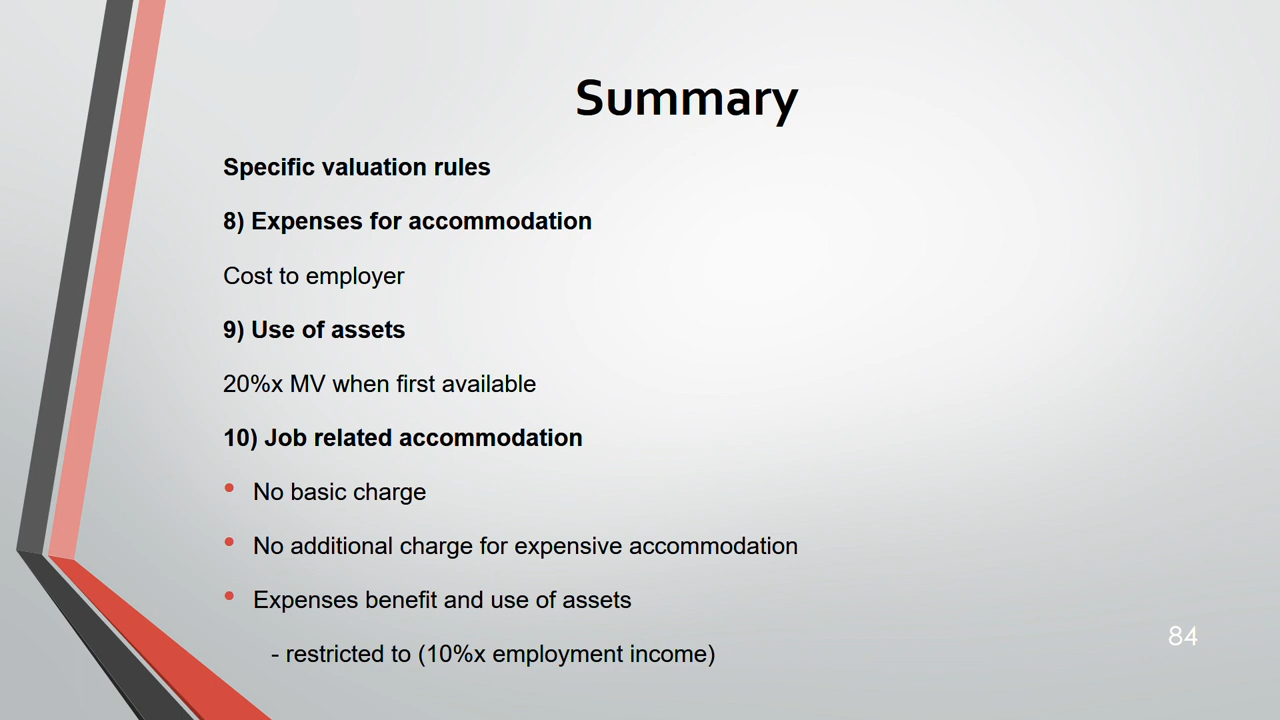 Summary
Specific valuation rules
8) Expenses for accommodation
Cost to employer
9) Use of assets
20%x MV when first available
10) Job related accommodation
• No basic charge
• No additional charge for expensive accommodation
• Expenses benefit and use of assets
- restricted to (10%x employment income)
84